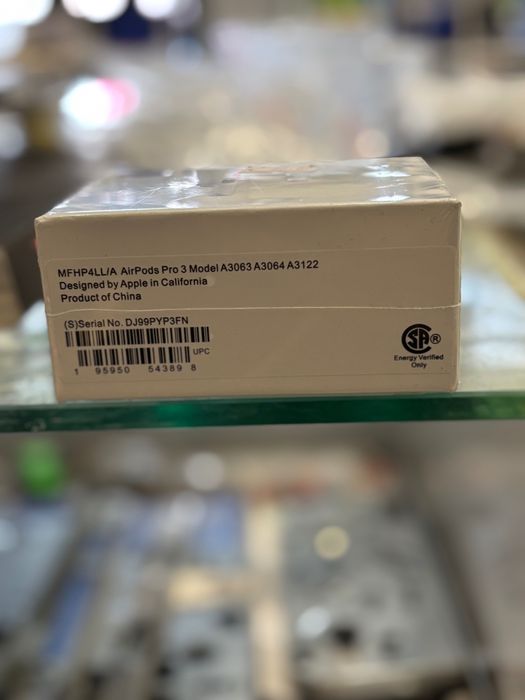 MFHP4LL/A AirPods Pro 3 Model A3063 A3064 A3122
Designed by Apple in California
Product of China
(S)Serial No. DJ99PYP3FN
UPC
1 95950 54389 8
SA®
Energy Verified
Only